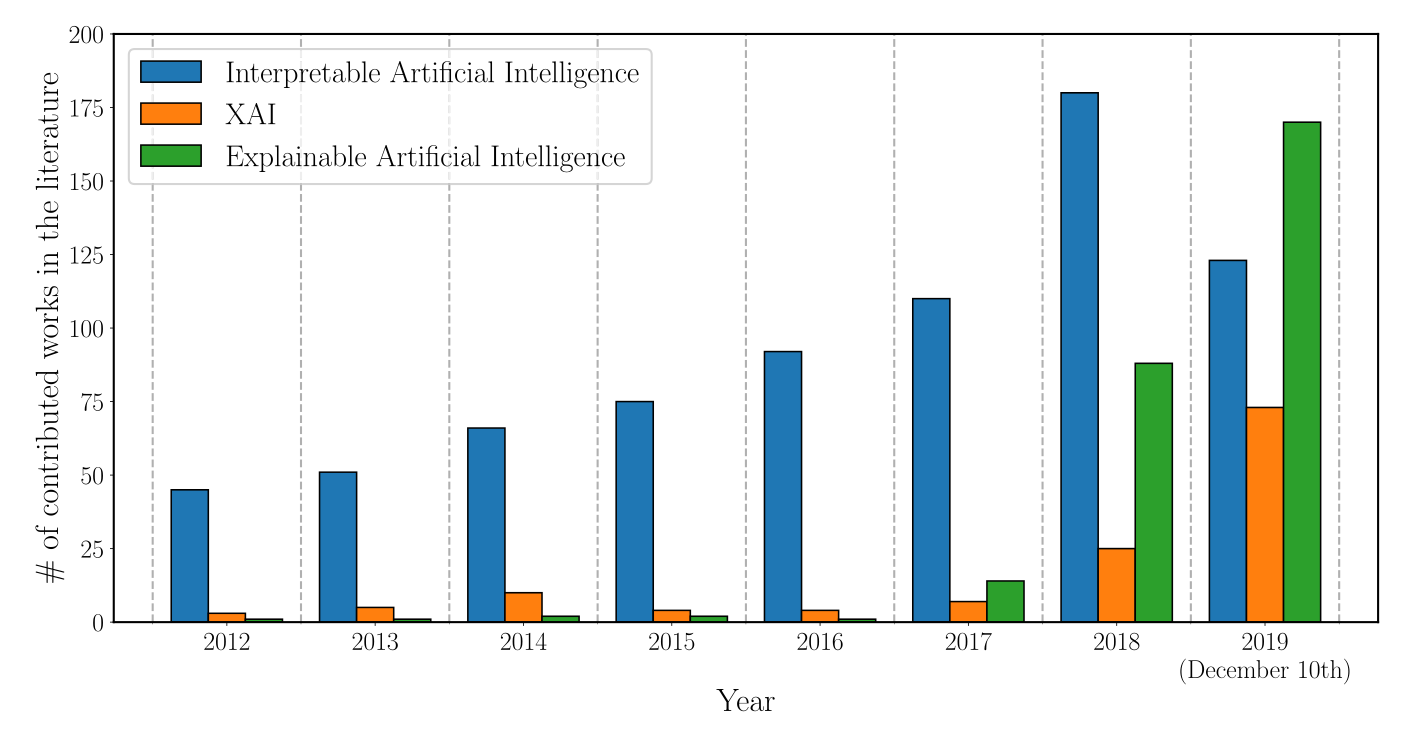 # of contributed works in the literature
200
175
150
125
100
75
50
25
0
Interpretable Artificial Intelligence
XAI
Explainable Artificial Intelligence
2012 2013 2014 2015 2016 2017 2018 2019
(December 10th)
Year